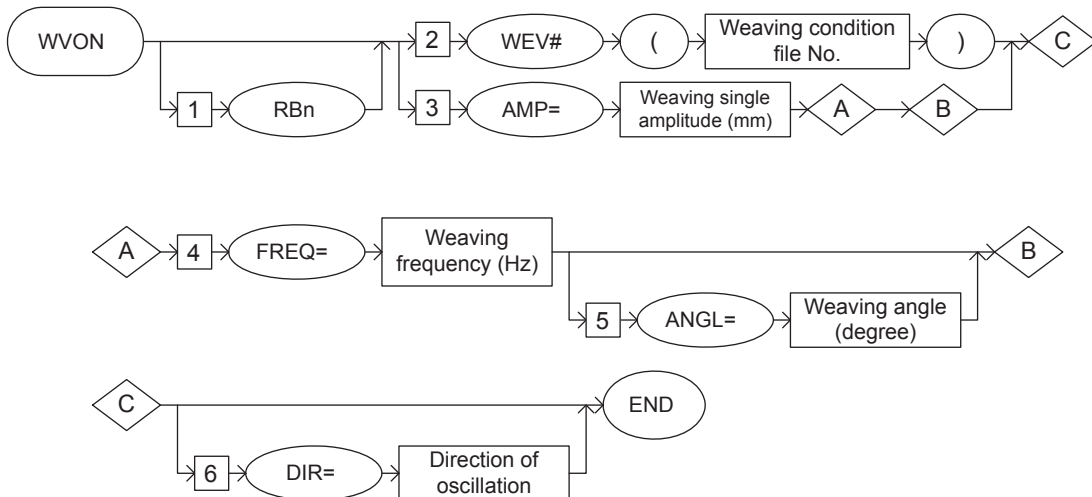 WVON
2
WEV#
(
Weaving condition
file No.
)
C
1
RBn
3
AMP=
Weaving single
amplitude (mm)
A
B
A
4
FREQ=
Weaving
frequency (Hz)
B
5
ANGL=
Weaving angle
(degree)
C
END
6
DIR=
Direction of
oscillation